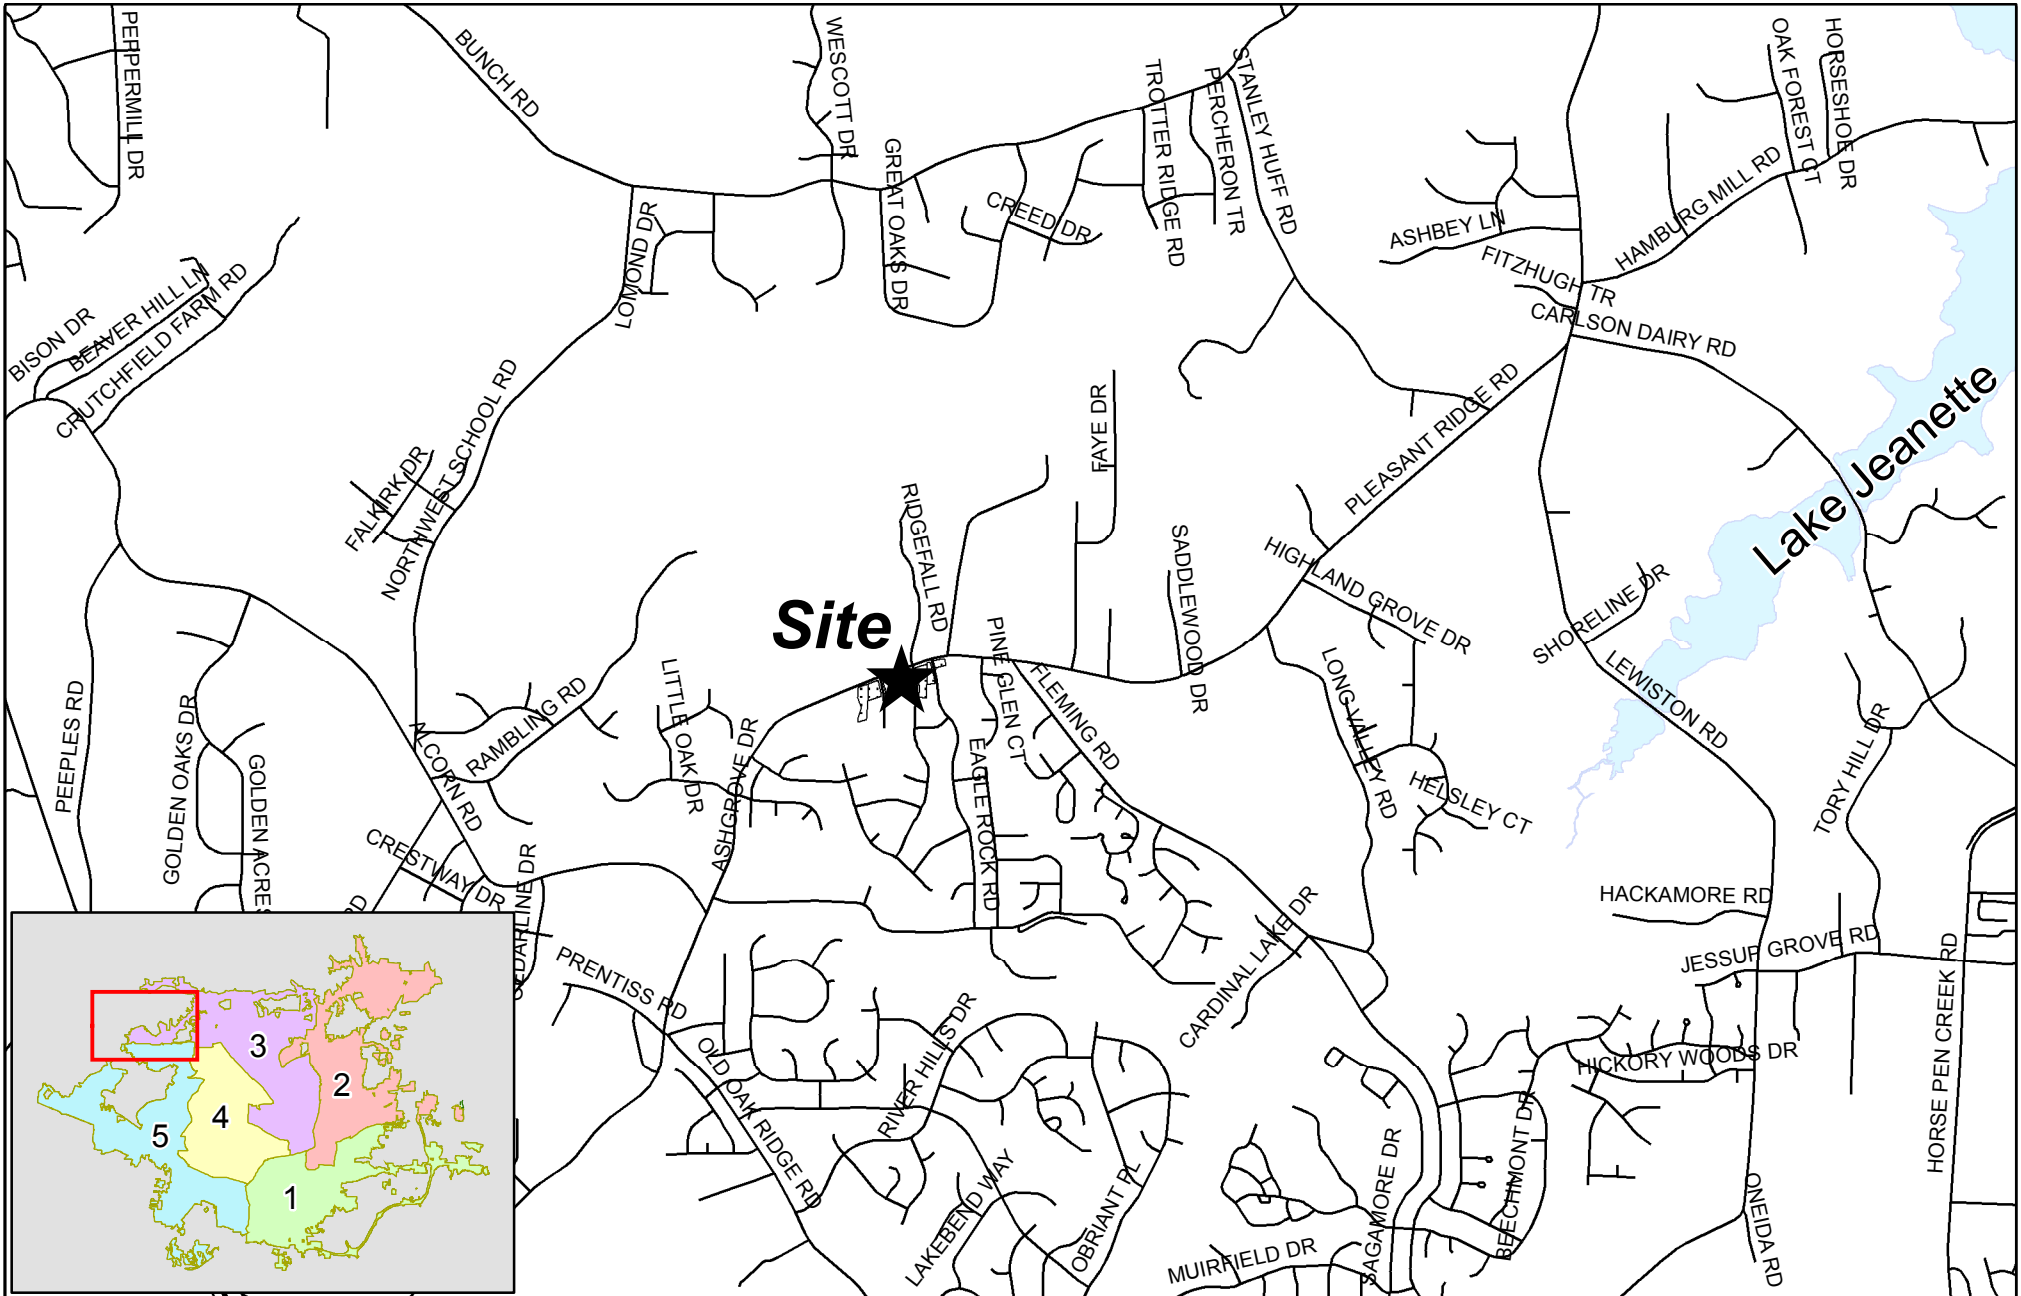 PEPPERMILL DR
BUNCH RD
WESCOTT DR
GREAT OAKS DR
TROTTER RIDGE RD
PERCHERON TR
STANLEY HUFF RD
OAK FOREST CT
HORSESHOE DR
CREED DR
LOMOND DR
ASHBEY LN
HAMBURG MILL RD
FITZHUGH TR
CARLSON DAIRY RD
BISON DR
BEAVER HILL LN
CRUTCHFIELD FARM RD
NORTHWEST SCHOOL RD
FALKIRK DR
FAYE DR
PLEASANT RIDGE RD
Lake Jeanette
RIDGEFALL RD
SADDLEWOOD DR
HIGHLAND GROVE DR
SHORELINE DR
LEWISTON RD
Site
PINE GLEN CT
FLEMING RD
LONG VALLEY RD
HELSLEY CT
LITTLE OAK DR
ASHGROVE DR
RAMBLING RD
ALCORN RD
PEEPLES RD
GOLDEN OAKS DR
GOLDEN ACRES
EAGLE ROCK RD
TORY HILL DR
CRESTWAY DR
RD
EDARLINE DR
HACKAMORE RD
JESSUP GROVE RD
CARDINAL LAKE DR
PRENTISS RD
OLD OAK RIDGE RD
RIVER HILLS DR
HORSE PEN CREEK RD
HICKORY WOODS DR
BEECHMONT DR
SAGAMORE DR
LAKEBEND WAY
OBRIANT PL
MUIRFIELD DR
ONEIDA RD
3
2
4
5
1